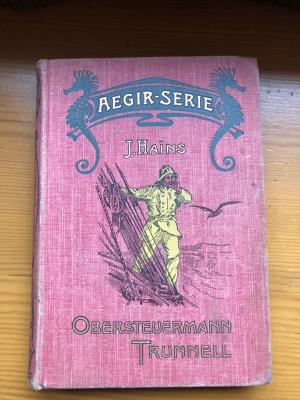 AEGIR-SERIE
J. HAINS
OBERSTEUERMANN
TRUNNELL